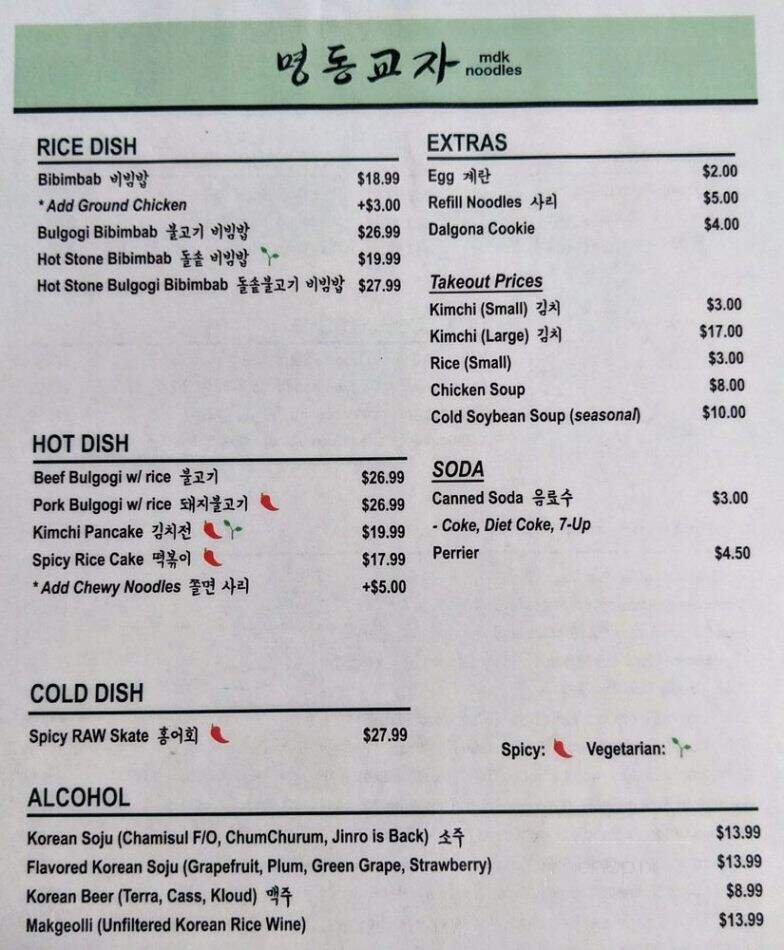 명동교자 mdk noodles
RICE DISH
Bibimbab 비빔밥 $18.99
*Add Ground Chicken +$3.00
Bulgogi Bibimbab 불고기 비빔밥 $26.99
Hot Stone Bibimbab 돌솥 비빔밥 $19.99
Hot Stone Bulgogi Bibimbab 돌솥불고기 비빔밥 $27.99
HOT DISH
Beef Bulgogi w/ rice 불고기 $26.99
Pork Bulgogi w/ rice 돼지불고기 $26.99
Kimchi Pancake 김치전 $19.99
Spicy Rice Cake 떡볶이 $17.99
*Add Chewy Noodles 쫄면 사리 +$5.00
COLD DISH
Spicy RAW Skate 홍어회 $27.99
EXTRAS
Egg 계란 $2.00
Refill Noodles 사리 $5.00
Dalgona Cookie $4.00
Takeout Prices
Kimchi (Small) 김치 $3.00
Kimchi (Large) 김치 $17.00
Rice (Small) $3.00
Chicken Soup $8.00
Cold Soybean Soup (seasonal) $10.00
SODA
Canned Soda 음료수 $3.00
- Coke, Diet Coke, 7-Up
Perrier $4.50
Spicy: Vegetarian:
ALCOHOL
Korean Soju (Chamisul F/O, ChumChurum, Jinro is Back) 소주 $13.99
Flavored Korean Soju (Grapefruit, Plum, Green Grape, Strawberry) $13.99
Korean Beer (Terra, Cass, Kloud) 맥주 $8.99
Makgeolli (Unfiltered Korean Rice Wine) $13.99